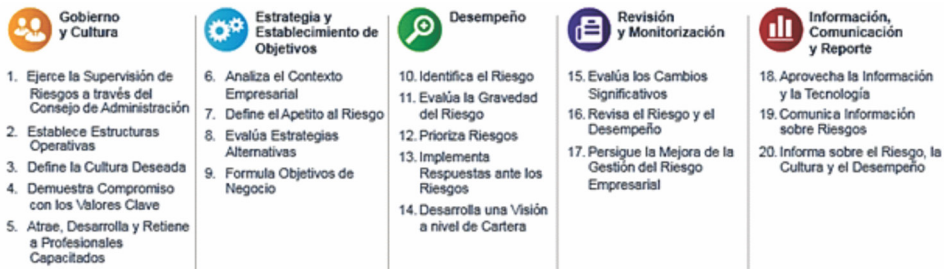 Gobierno
y Cultura
1. Ejerce la Supervisión de
Riesgos a través del
Consejo de Administración
2. Establece Estructuras
Operativas
3. Define la Cultura Deseada
4. Demuestra Compromiso
con los Valores Clave
5. Atrae, Desarrolla y Retiene
a Profesionales
Capacitados
Estrategia y
Establecimiento de
Objetivos
6. Analiza el Contexto
Empresarial
7. Define el Apetito al Riesgo
8. Evalúa Estrategias
Alternativas
9. Formula Objetivos de
Negocio
Desempeño
10. Identifica el Riesgo
11. Evalúa la Gravedad
del Riesgo
12. Prioriza Riesgos
13. Implementa
Respuestas ante los
Riesgos
14. Desarrolla una Visión
a nivel de Cartera
Revisión
y Monitorización
15. Evalúa los Cambios
Significativos
16. Revisa el Riesgo y el
Desempeño
17. Persigue la Mejora de la
Gestión del Riesgo
Empresarial
Información,
Comunicación
y Reporte
18. Aprovecha la Información
y la Tecnología
19. Comunica Información
sobre Riesgos
20. Informa sobre el Riesgo, la
Cultura y el Desempeño